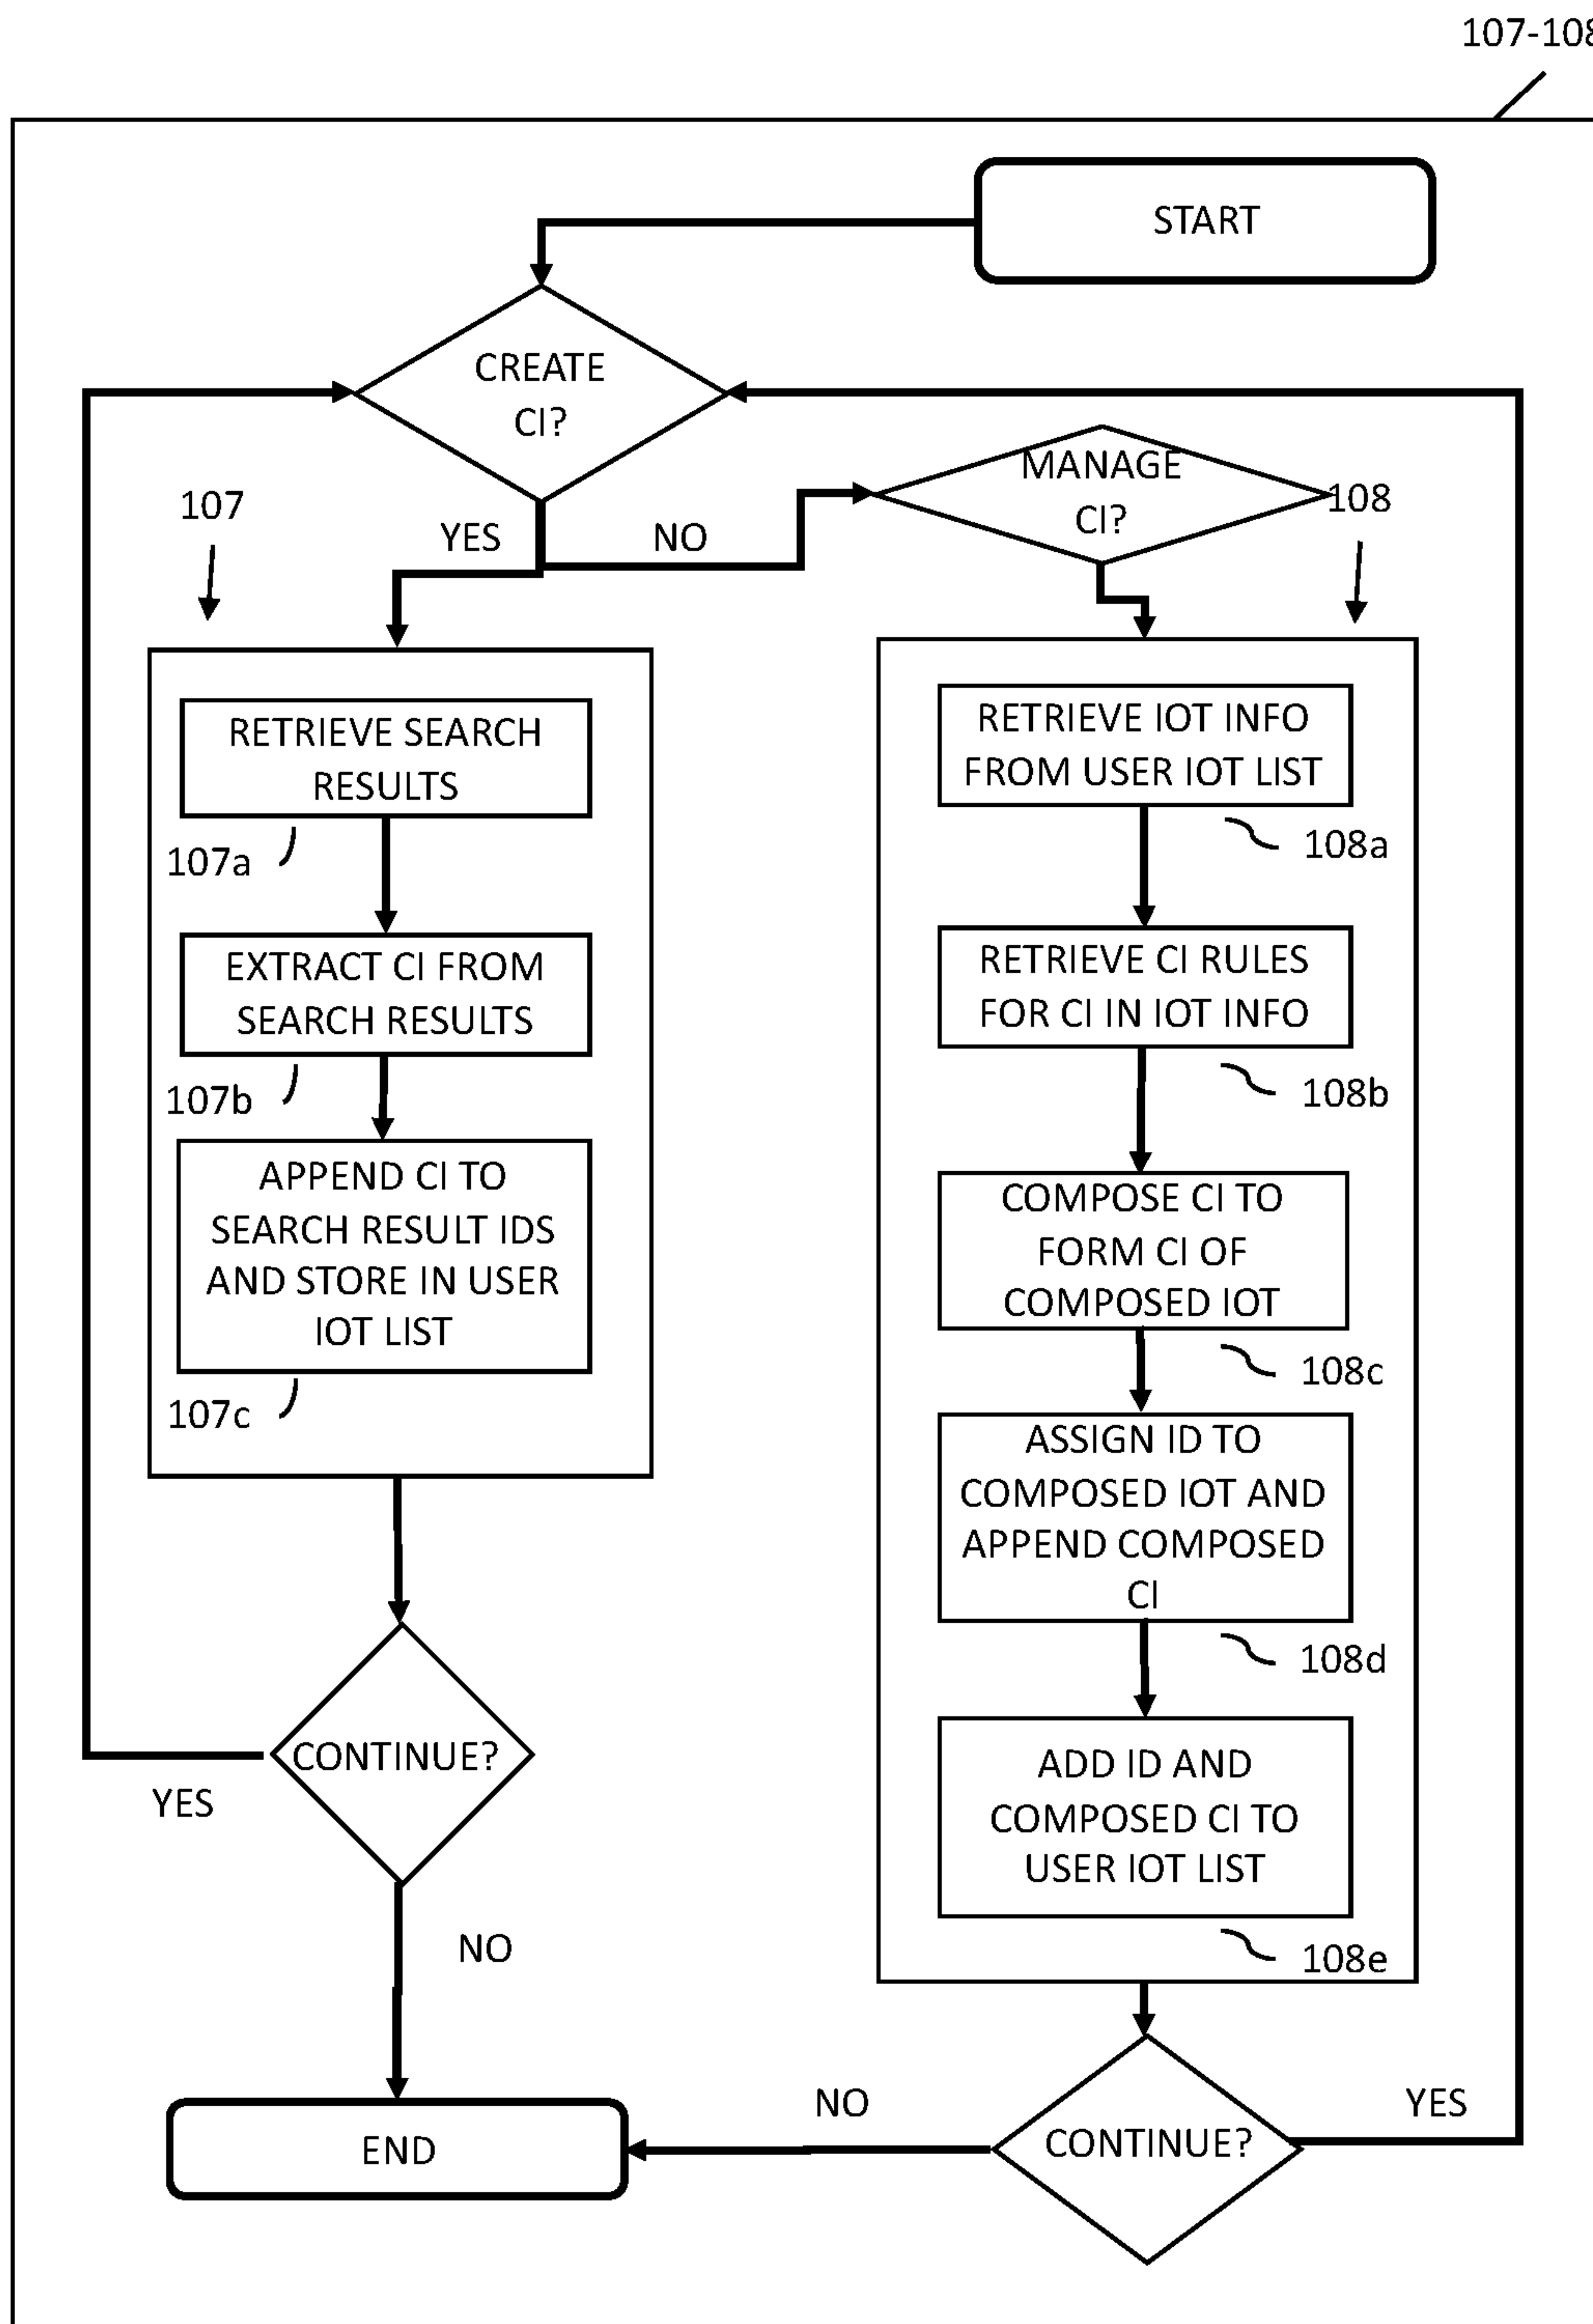 107-108
START
CREATE
CI?
MANAGE
CI?
108
107
YES
NO
RETRIEVE SEARCH
RESULTS
107a
EXTRACT CI FROM
SEARCH RESULTS
107b
APPEND CI TO
SEARCH RESULT IDS
AND STORE IN USER
IOT LIST
107c
RETRIEVE IOT INFO
FROM USER IOT LIST
108a
RETRIEVE CI RULES
FOR CI IN IOT INFO
108b
COMPOSE CI TO
FORM CI OF
COMPOSED IOT
108c
ASSIGN ID TO
COMPOSED IOT AND
APPEND COMPOSED
CI
108d
ADD ID AND
COMPOSED CI TO
USER IOT LIST
108e
CONTINUE?
YES
NO
CONTINUE?
NO
YES
END